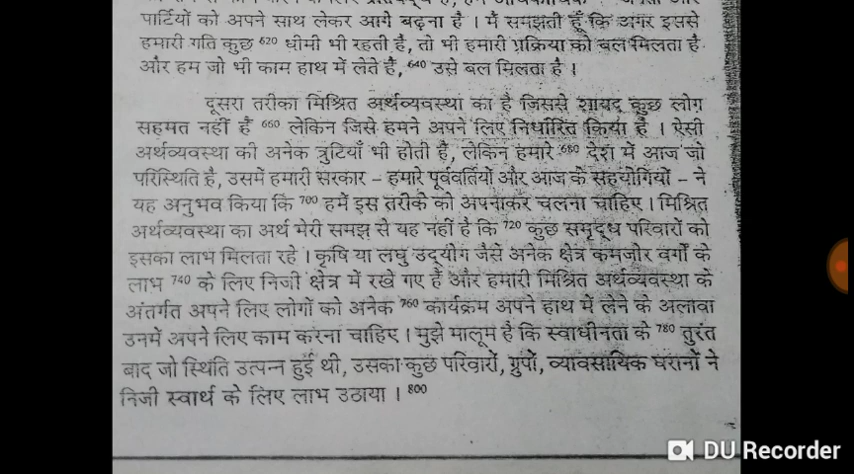 पार्टियों को अपने साथ लेकर आगे बढ़ना है । मैं समझती हूँ कि अगर इससे
हमारी गति कुछ 620 धीमी भी रहती है, तो भी हमारी प्रक्रिया को बल मिलता है
और हम जो भी काम हाथ में लेते हैं, 640 उसे बल मिलता है ।
दूसरा तरीका मिश्रित अर्थव्यवस्था का है जिससे शायद कुछ लोग
सहमत नहीं हैं 660 लेकिन जिसे हमने अपने लिए निर्धारित किया है । ऐसी
अर्थव्यवस्था की अनेक त्रुटियाँ भी होती हैं, लेकिन हमारे 680 देश में आज जो
परिस्थिति है, उसमें हमारी सरकार – हमारे पूर्ववर्तियों और आज के सहयोगियों – ने
यह अनुभव किया कि 700 हमें इस तरीके को अपनाकर चलना चाहिए । मिश्रित
अर्थव्यवस्था का अर्थ मेरी समझ से यह नहीं है कि 720 कुछ समृद्ध परिवारों को
इसका लाभ मिलता रहे । कृषि या लघु उद्योग जैसे अनेक क्षेत्र कमजोर वर्गों के
लाभ 740 के लिए निजी क्षेत्र में रखे गए हैं और हमारी मिश्रित अर्थव्यवस्था के
अंतर्गत अपने लिए लोगों को अनेक 760 कार्यक्रम अपने हाथ में लेने के अलावा
उनमें अपने लिए काम करना चाहिए । मुझे मालूम है कि स्वाधीनता के 780 तुरंत
बाद जो स्थिति उत्पन्न हुई थी, उसका कुछ परिवारों, ग्रुपों, व्यावसायिक घरानों ने
निजी स्वार्थ के लिए लाभ उठाया । 800
DU Recorder